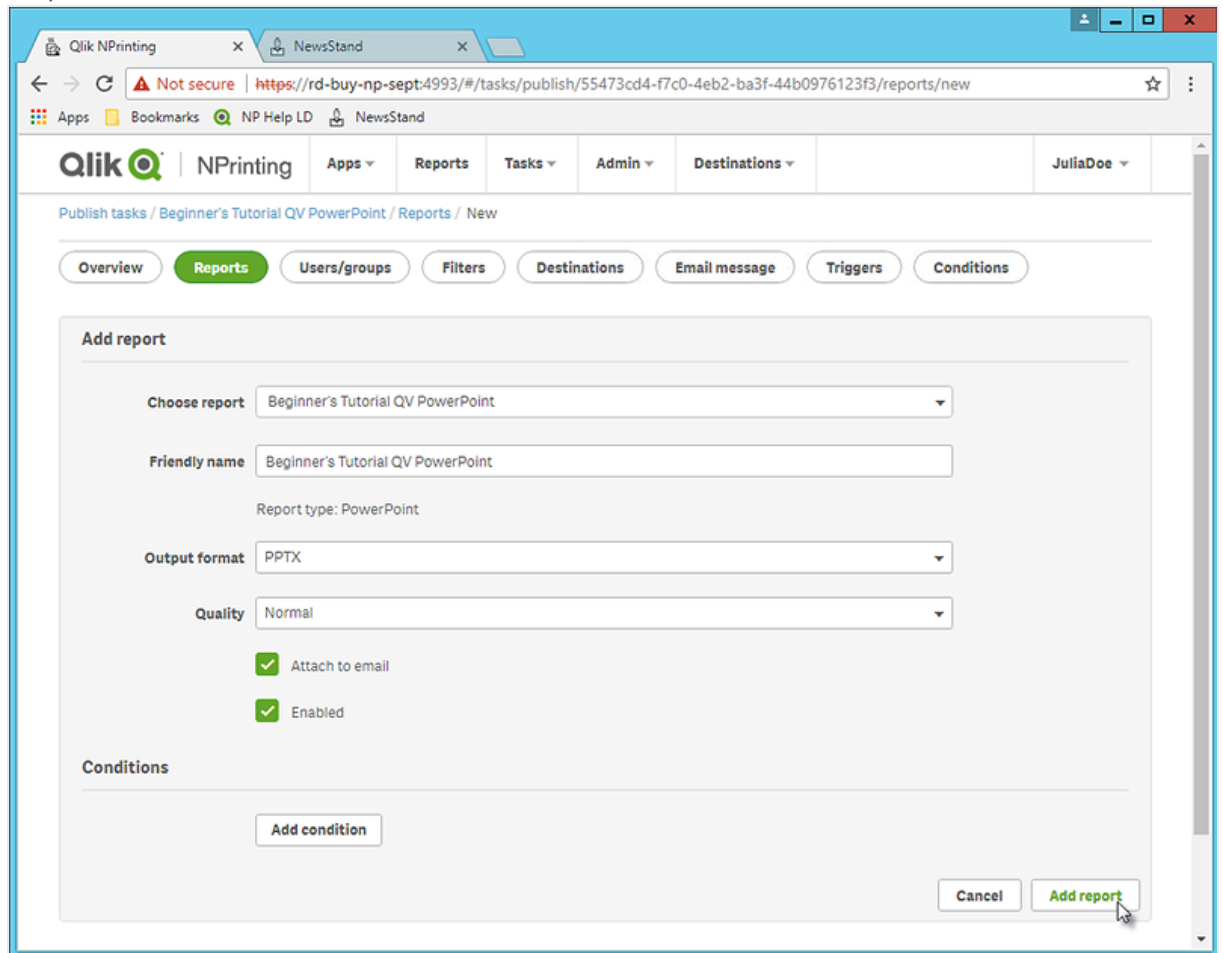 Qlik NPrinting
NewsStand
Not secure | https://rd-buy-np-sept:4993/#/tasks/publish/55473cd4-f7c0-4eb2-ba3f-44b0976123f3/reports/new
Apps Bookmarks NP Help LD NewsStand
Qlik NPrinting Apps Reports Tasks Admin Destinations JuliaDoe
Publish tasks / Beginner's Tutorial QV PowerPoint / Reports / New
Overview Reports Users/groups Filters Destinations Email message Triggers Conditions
Add report
Choose report Beginner's Tutorial QV PowerPoint
Friendly name Beginner's Tutorial QV PowerPoint
Report type: PowerPoint
Output format PPTX
Quality Normal
Attach to email
Enabled
Conditions
Add condition
Cancel Add report